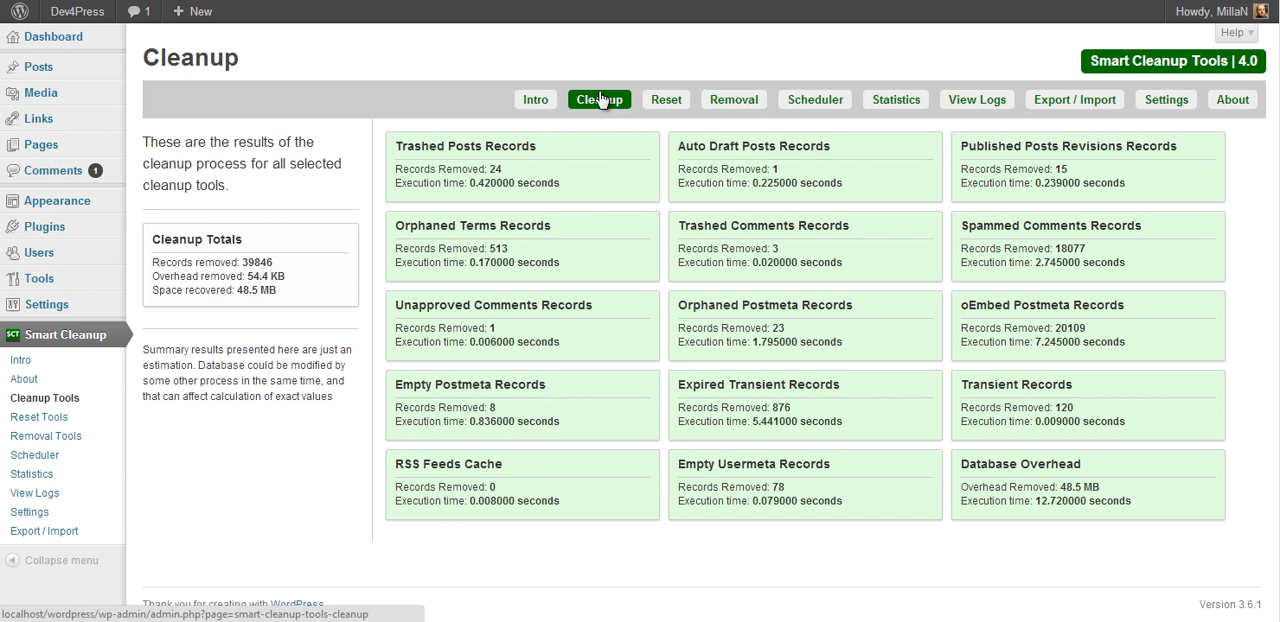 Dev4Press
1
New
Howdy, MillaN
Help
Dashboard
Posts
Media
Links
Pages
Comments 1
Appearance
Plugins
Users
Tools
Settings
SCT Smart Cleanup
Intro
About
Cleanup Tools
Reset Tools
Removal Tools
Scheduler
Statistics
View Logs
Settings
Export / Import
Collapse menu
Cleanup
Smart Cleanup Tools | 4.0
Intro
Reset
Removal
Scheduler
Statistics
View Logs
Export / Import
Settings
About
These are the results of the
cleanup process for all selected
cleanup tools.
Cleanup Totals
Records removed: 39846
Overhead removed: 54.4 KB
Space recovered: 48.5 MB
Summary results presented here are just an
estimation. Database could be modified by
some other process in the same time, and
that can affect calculation of exact values
Trashed Posts Records
Records Removed: 24
Execution time: 0.420000 seconds
Auto Draft Posts Records
Records Removed: 1
Execution time: 0.225000 seconds
Published Posts Revisions Records
Records Removed: 15
Execution time: 0.239000 seconds
Orphaned Terms Records
Records Removed: 513
Execution time: 0.170000 seconds
Trashed Comments Records
Records Removed: 3
Execution time: 0.020000 seconds
Spammed Comments Records
Records Removed: 18077
Execution time: 2.745000 seconds
Unapproved Comments Records
Records Removed: 1
Execution time: 0.006000 seconds
Orphaned Postmeta Records
Records Removed: 23
Execution time: 1.795000 seconds
oEmbed Postmeta Records
Records Removed: 20109
Execution time: 7.245000 seconds
Empty Postmeta Records
Records Removed: 8
Execution time: 0.836000 seconds
Expired Transient Records
Records Removed: 876
Execution time: 5.441000 seconds
Transient Records
Records Removed: 120
Execution time: 0.009000 seconds
RSS Feeds Cache
Records Removed: 0
Execution time: 0.008000 seconds
Empty Usermeta Records
Records Removed: 78
Execution time: 0.079000 seconds
Database Overhead
Overhead Removed: 48.5 MB
Execution time: 12.720000 seconds
Thank you for creating with WordPress
Version 3.6.1
localhost/wordpress/wp-admin/admin.php?page=smart-cleanup-tools-cleanup